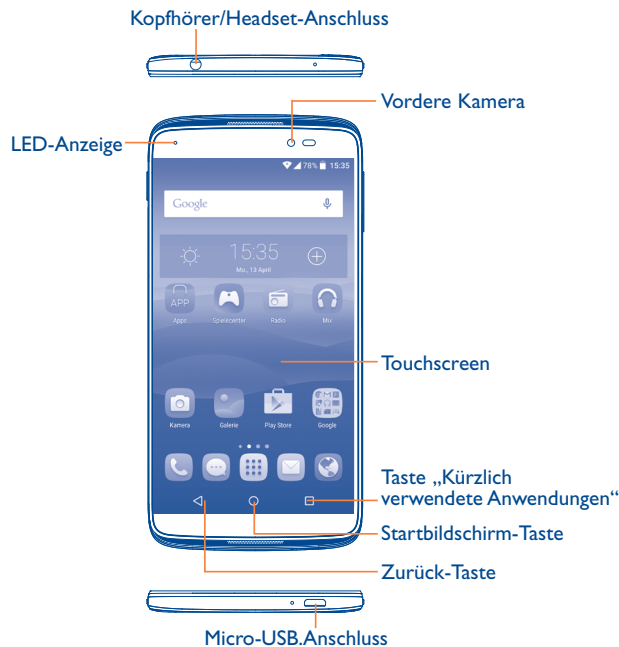 Kopfhörer/Headset-Anschluss
Vordere Kamera
LED-Anzeige
78% 15:35
Google
15:35
Mo., 13 April
APP
Apps Spielecenter Radio Mix
Touchscreen
Kamera Galerie Play Store Google
Taste „Kürzlich
verwendete Anwendungen“
Startbildschirm-Taste
Zurück-Taste
Micro-USB.Anschluss